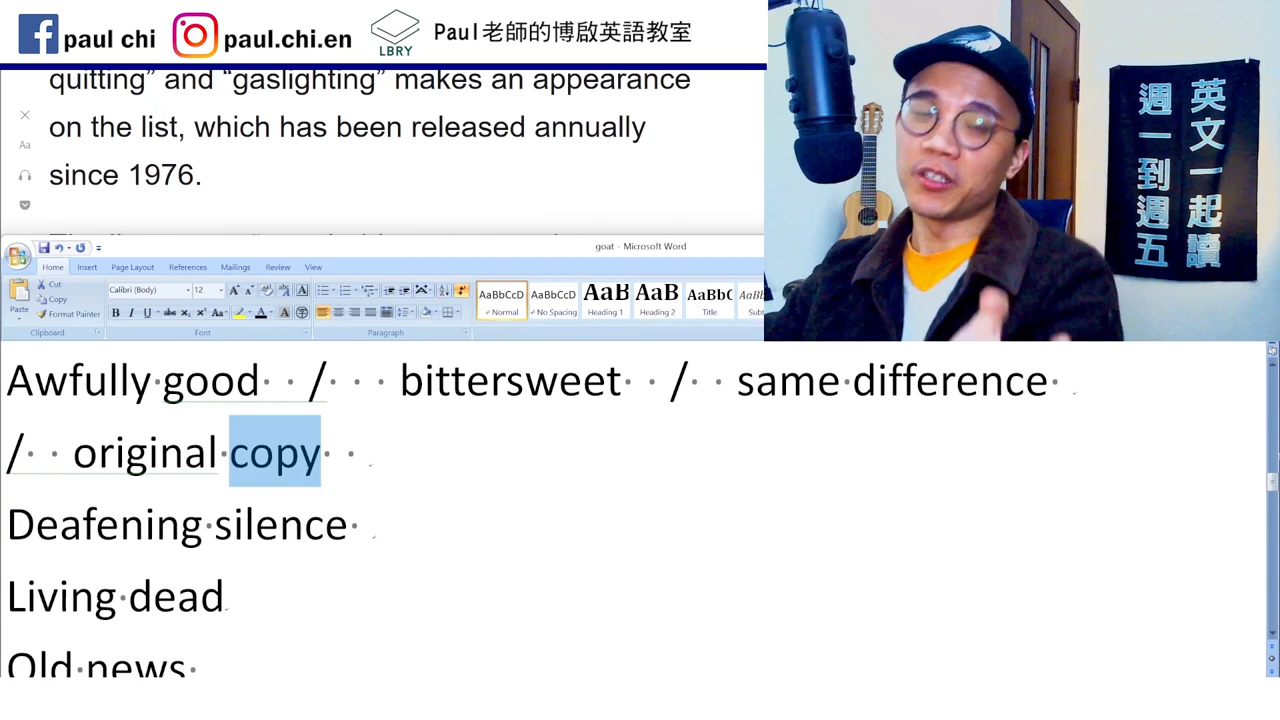 paul chi
paul.chi.en
LBRY
Paul老師的博啟英語教室
quitting” and “gaslighting” makes an appearance
on the list, which has been released annually
since 1976.
Aa
goat - Microsoft Word
Home Insert Page Layout References Mailings Review View
Paste
Cut
Copy
Format Painter
Clipboard
Calibri (Body) 12
Font
Paragraph
AaBbCcD AaBbCcD AaBb AaB AaBbC
Normal No Spacing Heading 1 Heading 2 Title
Awfully good / bittersweet / same difference
/ original copy
Deafening silence
Living dead
Old news
英文一起讀
週一到週五